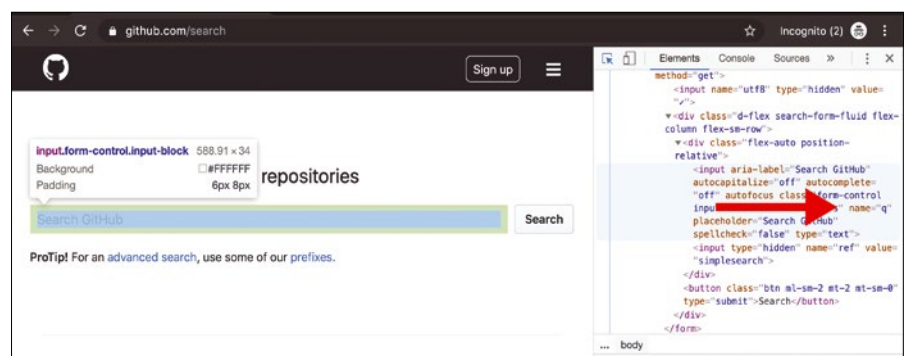 github.com/search
Incognito (2)
Sign up
input.form-control.input-block 588.91 × 34
Background #FFFFFF
Padding 6px 8px
repositories
Search GitHub
Search
ProTip! For an advanced search, use some of our prefixes.
Elements Console Sources »
method="get">
<input name="utf8" type="hidden" value=
"✓">
▼<div class="d-flex search-form-fluid flex-
column flex-sm-row">
▼<div class="flex-auto position-
relative">
<input aria-label="Search GitHub"
autocapitalize="off" autocomplete=
"off" autofocus class="form-control
name="q"
placeholder="Search GitHub"
spellcheck="false" type="text">
<input type="hidden" name="ref" value=
"simplesearch">
</div>
<button class="btn ml-sm-2 mt-2 mt-sm-0"
type="submit">Search</button>
</div>
</form>
... body